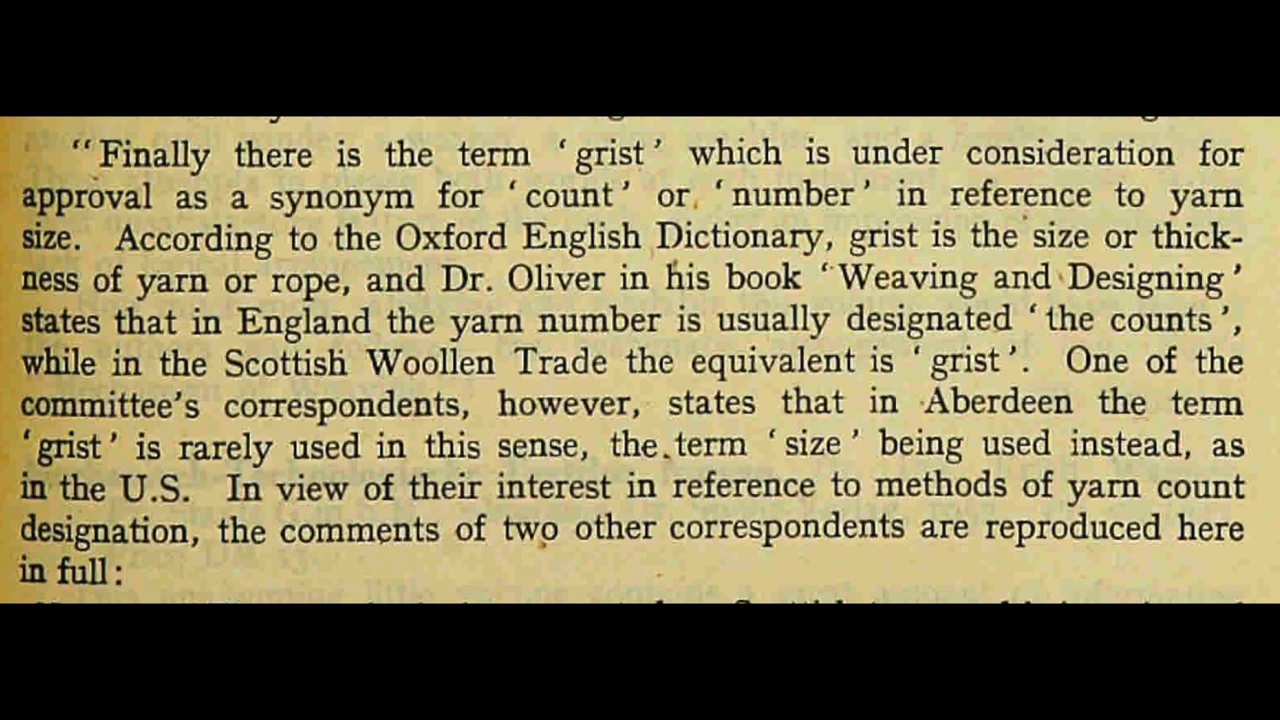 “Finally there is the term ‘grist’ which is under consideration for
approval as a synonym for ‘count’ or ‘number’ in reference to yarn
size. According to the Oxford English Dictionary, grist is the size or thick-
ness of yarn or rope, and Dr. Oliver in his book ‘Weaving and Designing’
states that in England the yarn number is usually designated ‘the counts’,
while in the Scottish Woollen Trade the equivalent is ‘grist’. One of the
committee’s correspondents, however, states that in Aberdeen the term
‘grist’ is rarely used in this sense, the term ‘size’ being used instead, as
in the U.S. In view of their interest in reference to methods of yarn count
designation, the comments of two other correspondents are reproduced here
in full: